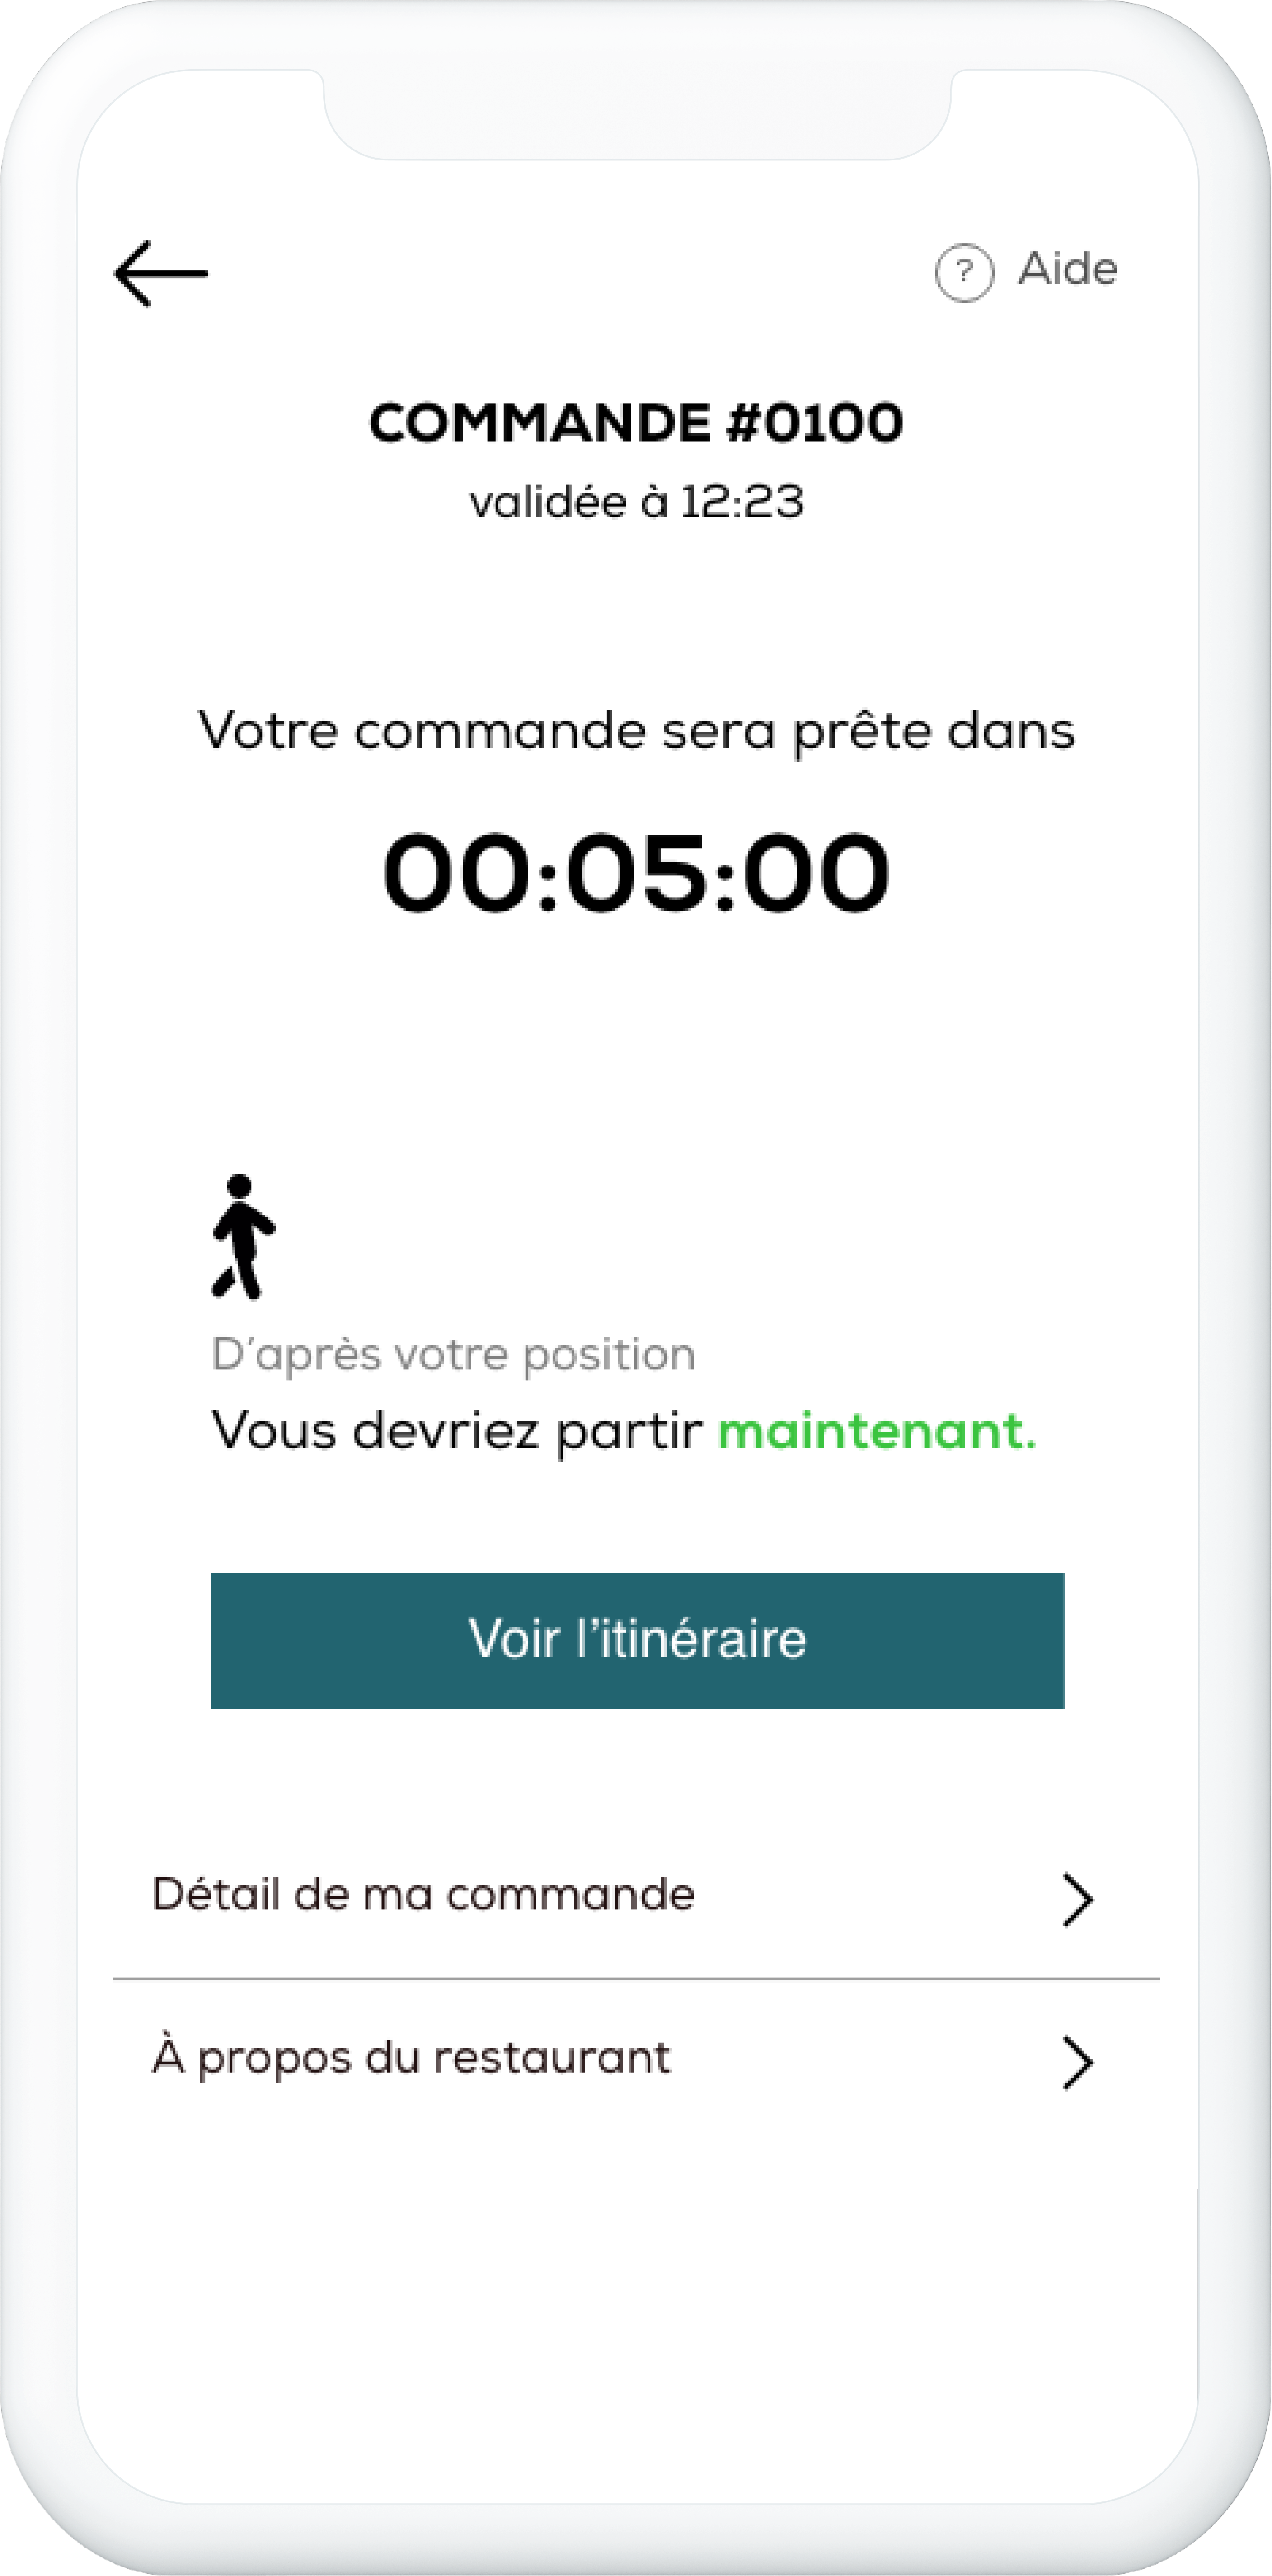 ? Aide
COMMANDE #0100
validée à 12:23
Votre commande sera prête dans
00:05:00
D’après votre position
Vous devriez partir maintenant.
Voir l’itinéraire
Détail de ma commande
À propos du restaurant